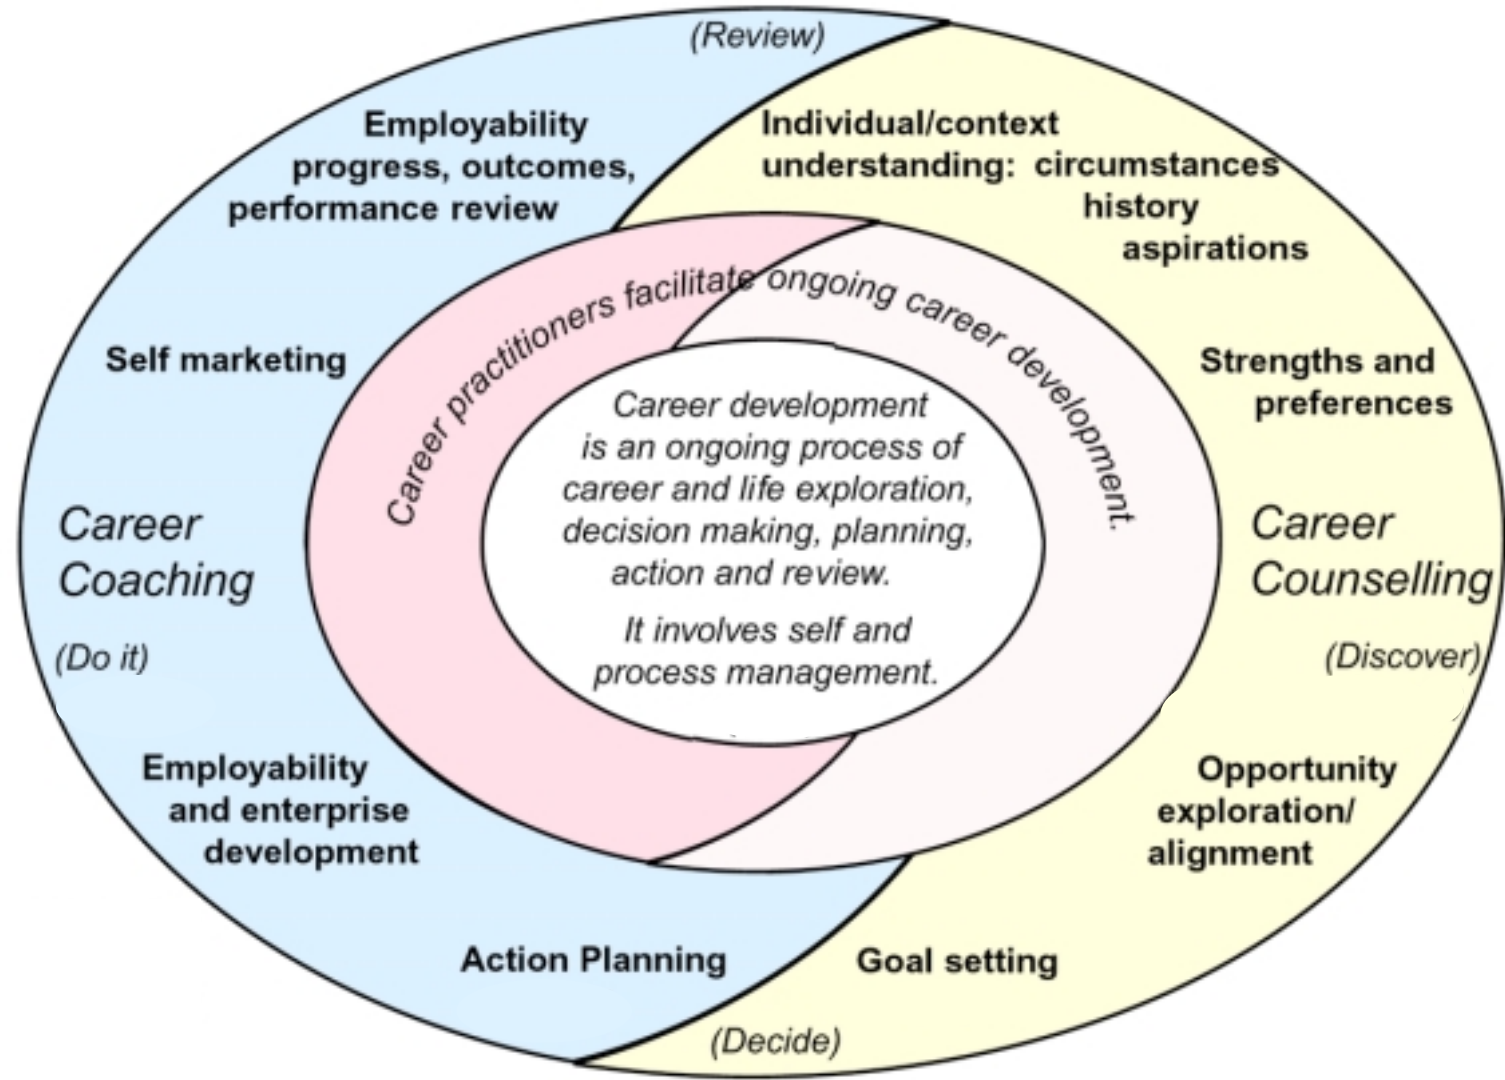 (Review)
Employability
progress, outcomes,
performance review
Individual/context
understanding: circumstances
history
aspirations
Self marketing
Strengths and
preferences
Career
Coaching
(Do it)
Career
Counselling
(Discover)
Employability
and enterprise
development
Opportunity
exploration/
alignment
Action Planning
Goal setting
(Decide)
Career practitioners facilitate ongoing career development.
Career development
is an ongoing process of
career and life exploration,
decision making, planning,
action and review.
It involves self and
process management.